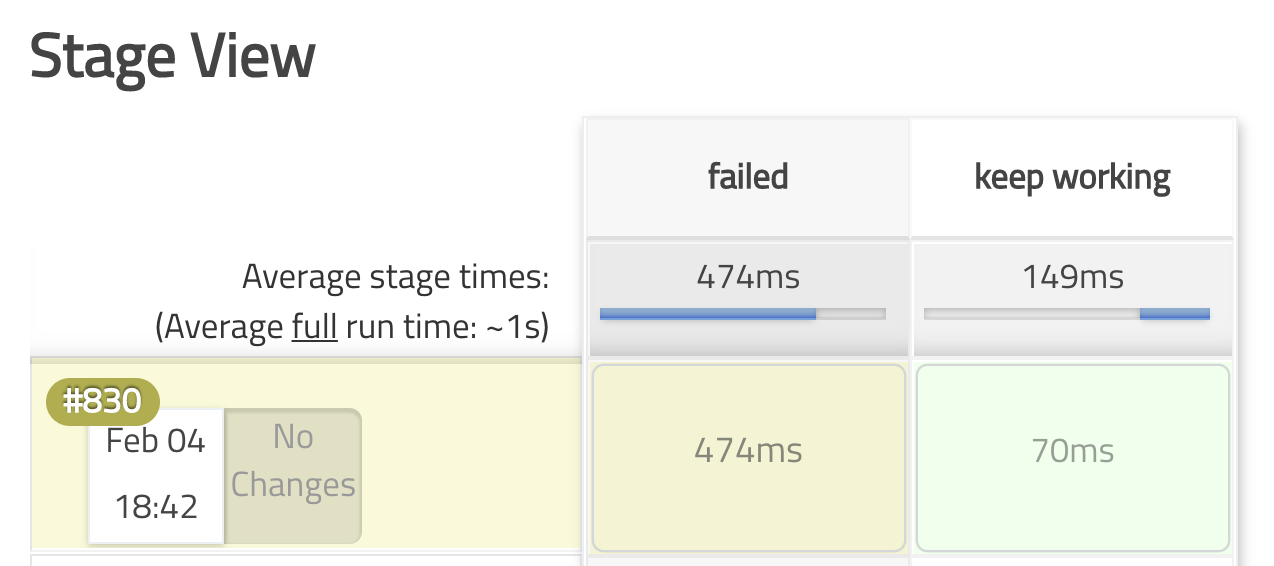 Stage View
failed
keep working
Average stage times:
474ms
149ms
(Average full run time: ~1s)
#830
Feb 04
18:42
No
Changes
474ms
70ms